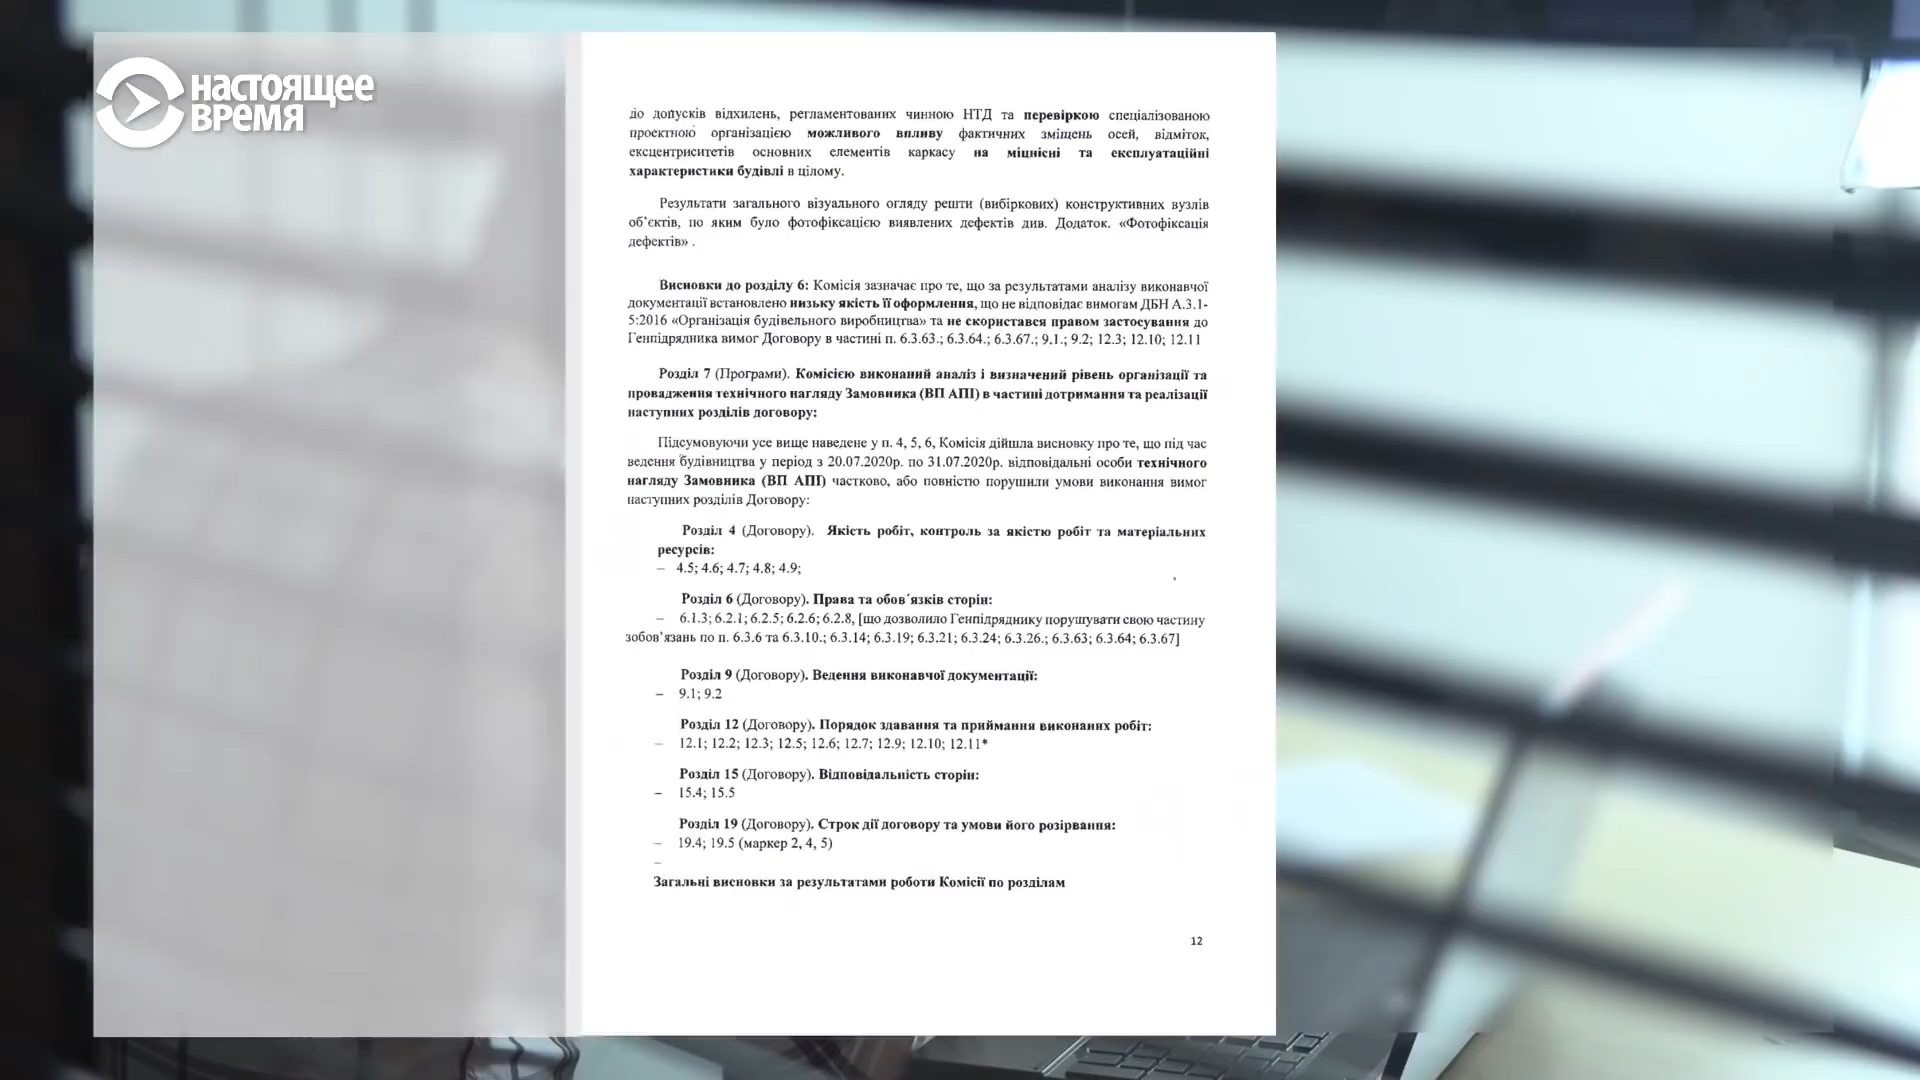 НАСТОЯЩЕЕ
ВРЕМЯ
до допусків відхилень, регламентованих чинною НТД та перевіркою спеціалізованою
проектною організацією можливого впливу фактичних зміщень осей, відміток,
ексцентриситетів основних елементів каркасу на міцнісні та експлуатаційні
характеристики будівлі в цілому.
Результати загального візуального огляду решти (вибіркових) конструктивних вузлів
об’єктів, по яким було фотофіксацією виявлених дефектів див. Додаток. «Фотофіксація
дефектів» .
Висновки до розділу 6: Комісія зазначає про те, що за результатами аналізу виконавчої
документації встановлено низьку якість її оформлення, що не відповідає вимогам ДБН А.3.1-
5:2016 «Організація будівельного виробництва» та не скористався правом застосування до
Генпідрядника вимог Договору в частині п. 6.3.63.; 6.3.64.; 6.3.67.; 9.1.; 9.2; 12.3; 12.10; 12.11
Розділ 7 (Програми). Комісією виконаний аналіз і визначений рівень організації та
провадження технічного нагляду Замовника (ВП АПІ) в частині дотримання та реалізації
наступних розділів договору:
Підсумовуючи усе вище наведене у п. 4, 5, 6, Комісія дійшла висновку про те, що під час
ведення будівництва у період з 20.07.2020р. по 31.07.2020р. відповідальні особи технічного
нагляду Замовника (ВП АПІ) частково, або повністю порушили умови виконання вимог
наступних розділів Договору:
Розділ 4 (Договору). Якість робіт, контроль за якістю робіт та матеріальних
ресурсів:
– 4.5; 4.6; 4.7; 4.8; 4.9;
Розділ 6 (Договору). Права та обов´язків сторін:
– 6.1.3; 6.2.1; 6.2.5; 6.2.6; 6.2.8, [що дозволило Генпідряднику порушувати свою частину
зобов’язань по п. 6.3.6 та 6.3.10.; 6.3.14; 6.3.19; 6.3.21; 6.3.24; 6.3.26.; 6.3.63; 6.3.64; 6.3.67]
Розділ 9 (Договору). Ведення виконавчої документації:
– 9.1; 9.2
Розділ 12 (Договору). Порядок здавання та приймання виконаних робіт:
– 12.1; 12.2; 12.3; 12.5; 12.6; 12.7; 12.9; 12.10; 12.11*
Розділ 15 (Договору). Відповідальність сторін:
– 15.4; 15.5
Розділ 19 (Договору). Строк дії договору та умови його розірвання:
– 19.4; 19.5 (маркер 2, 4, 5)
–
Загальні висновки за результатами роботи Комісії по розділам
12